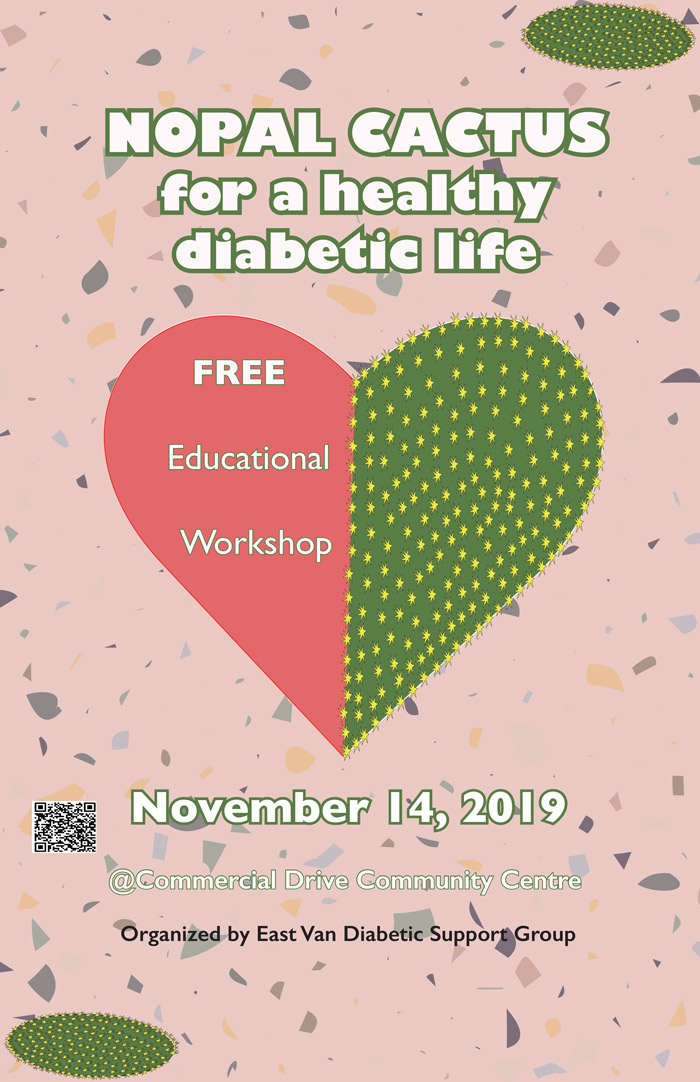 NOPAL CACTUS
for a healthy
diabetic life
FREE
Educational
Workshop
November 14, 2019
@Commercial Drive Community Centre
Organized by East Van Diabetic Support Group